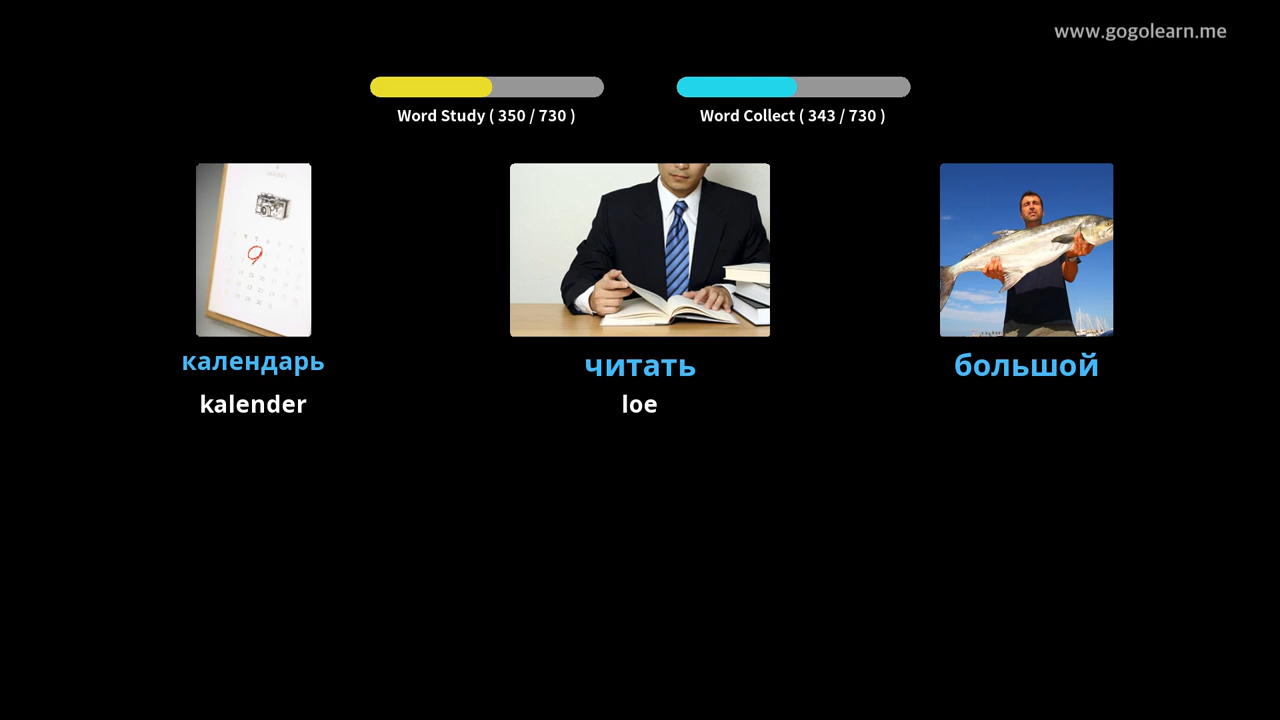 www.gogolearn.me
Word Study ( 350 / 730 )
Word Collect ( 343 / 730 )
календарь
читать
большой
kalender
loe